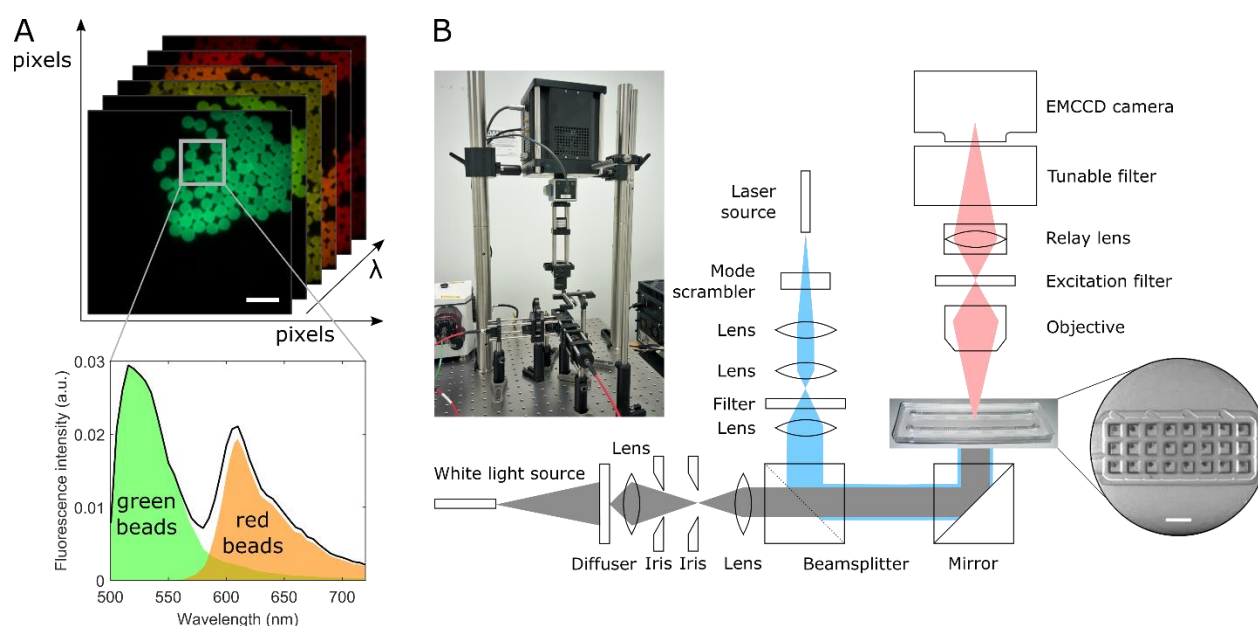 A
pixels
λ
pixels
0.03
0.02
0.01
0
Fluorescence intensity (a.u.)
green
beads
red
beads
500
550
600
650
700
Wavelength (nm)
B
EMCCD camera
Tunable filter
Laser
source
Relay lens
Mode
scrambler
Excitation filter
Lens
Objective
Lens
Filter
Lens
White light source
Lens
Diffuser
Iris
Iris
Lens
Beamsplitter
Mirror